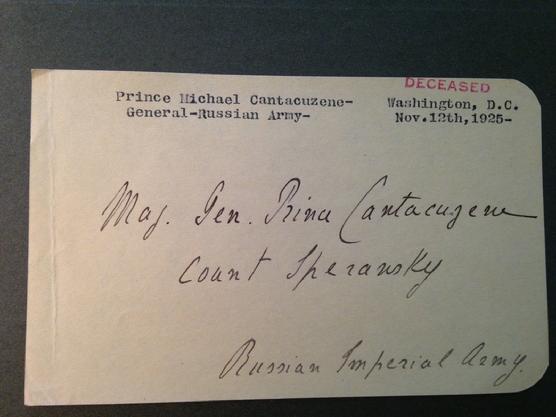 DECEASED
Prince Michael Cantacuzene- Washington, D.C.
General-Russian Army- Nov.12th,1925-
Maj. Gen. Prince Cantacuzene
Count Speransky
Russian Imperial Army.